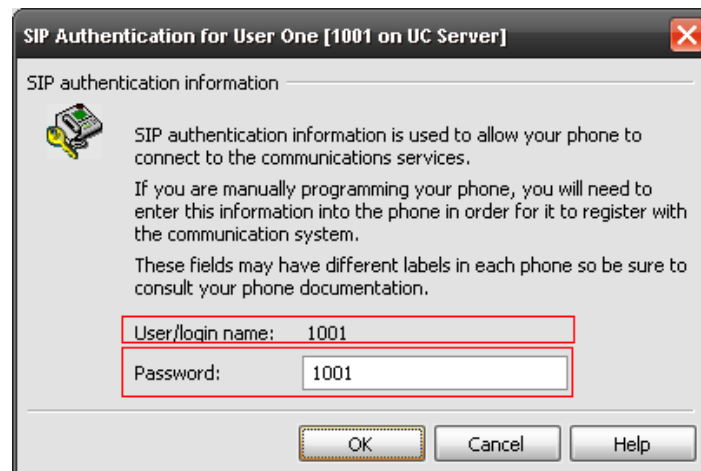 SIP Authentication for User One [1001 on UC Server]
SIP authentication information
SIP authentication information is used to allow your phone to
connect to the communications services.
If you are manually programming your phone, you will need to
enter this information into the phone in order for it to register with
the communication system.
These fields may have different labels in each phone so be sure to
consult your phone documentation.
User/login name: 1001
Password: 1001
OK Cancel Help